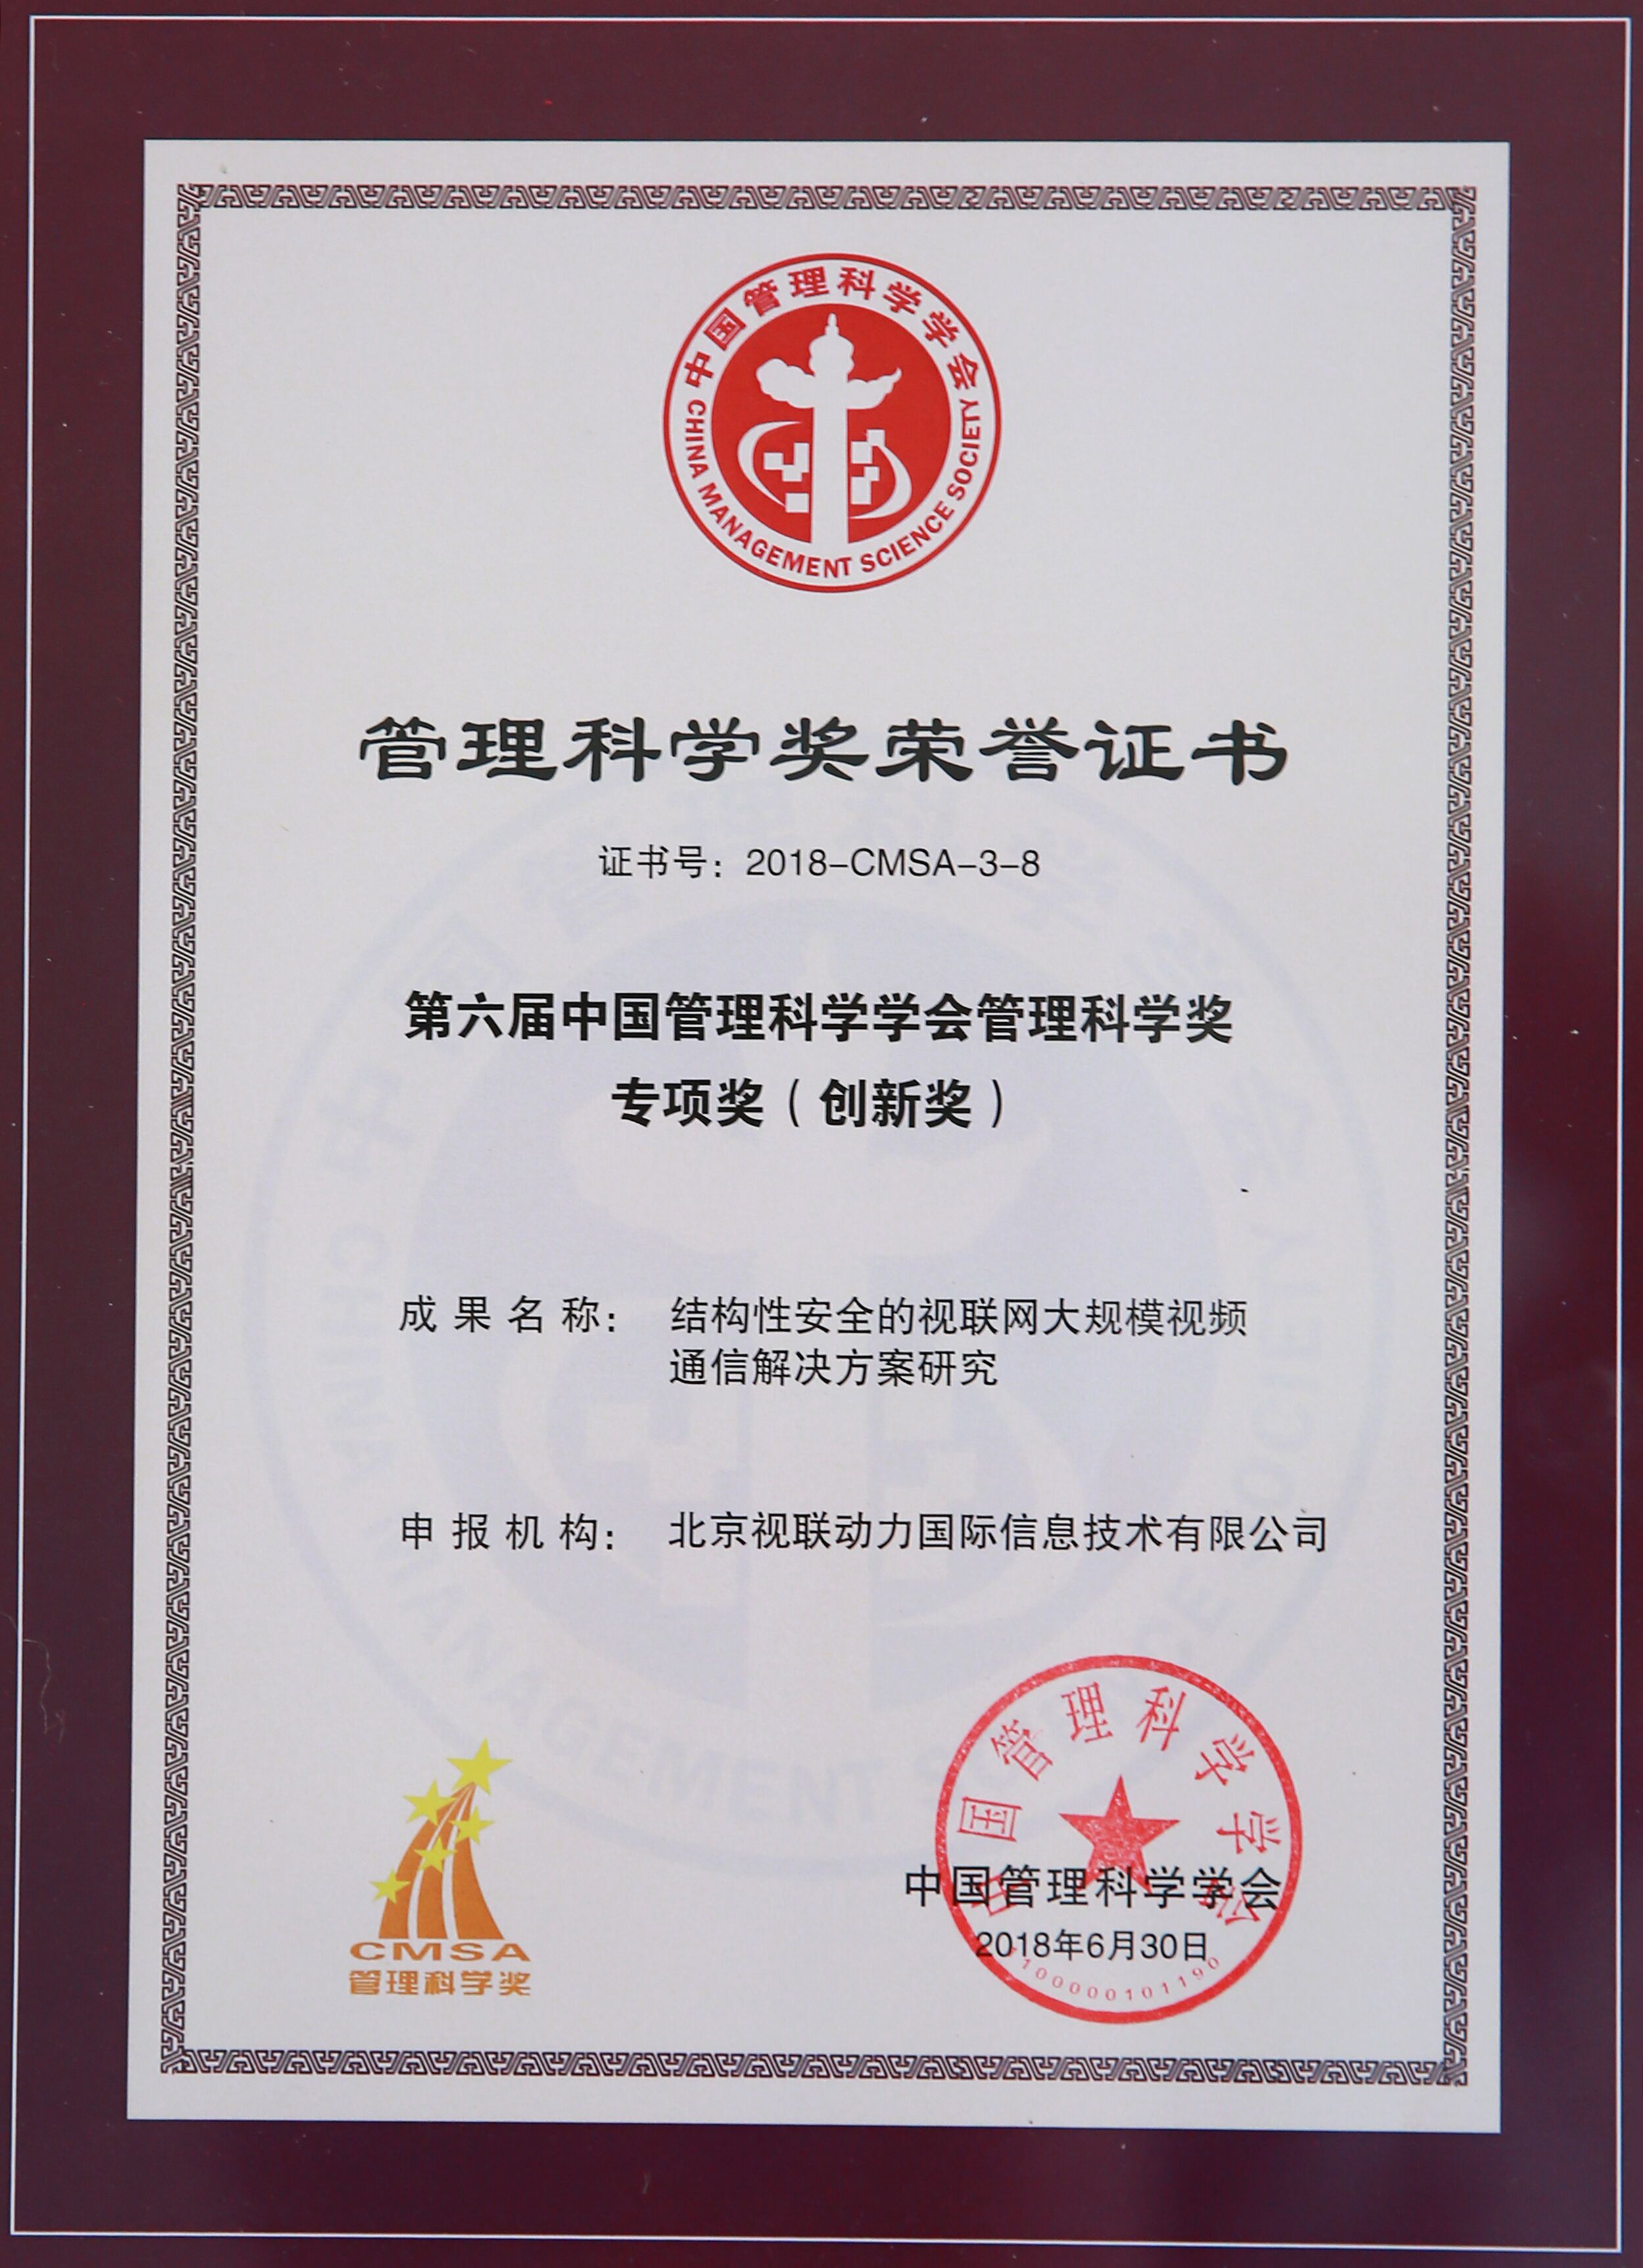 中国管理科学学会
CHINA MANAGEMENT SCIENCE SOCIETY
管理科学奖荣誉证书
证书号：2018-CMSA-3-8
第六届中国管理科学学会管理科学奖
专项奖（创新奖）
成果名称：结构性安全的视联网大规模视频
通信解决方案研究
申报机构：北京视联动力国际信息技术有限公司
CMSA
管理科学奖
中国管理科学学会
中国管理科学学会
2018年6月30日
1100000101190